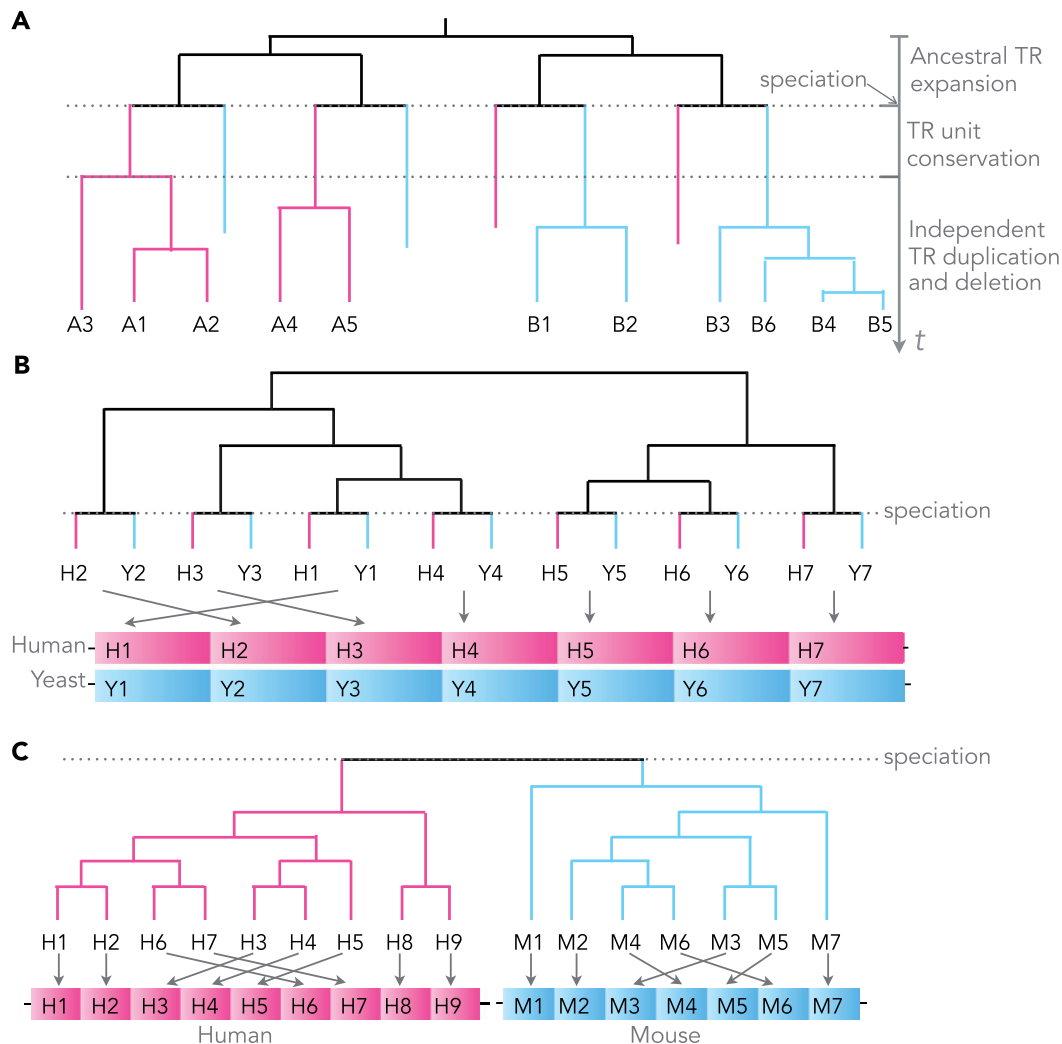 A
Ancestral TR
expansion
speciation
TR unit
conservation
Independent
TR duplication
and deletion
A3 A1 A2 A4 A5 B1 B2 B3 B6 B4 B5
t
B
speciation
H2 Y2 H3 Y3 H1 Y1 H4 Y4 H5 Y5 H6 Y6 H7 Y7
Human H1 H2 H3 H4 H5 H6 H7
Yeast Y1 Y2 Y3 Y4 Y5 Y6 Y7
C
speciation
H1 H2 H6 H7 H3 H4 H5 H8 H9 M1 M2 M4 M6 M3 M5 M7
H1 H2 H3 H4 H5 H6 H7 H8 H9 M1 M2 M3 M4 M5 M6 M7
Human Mouse